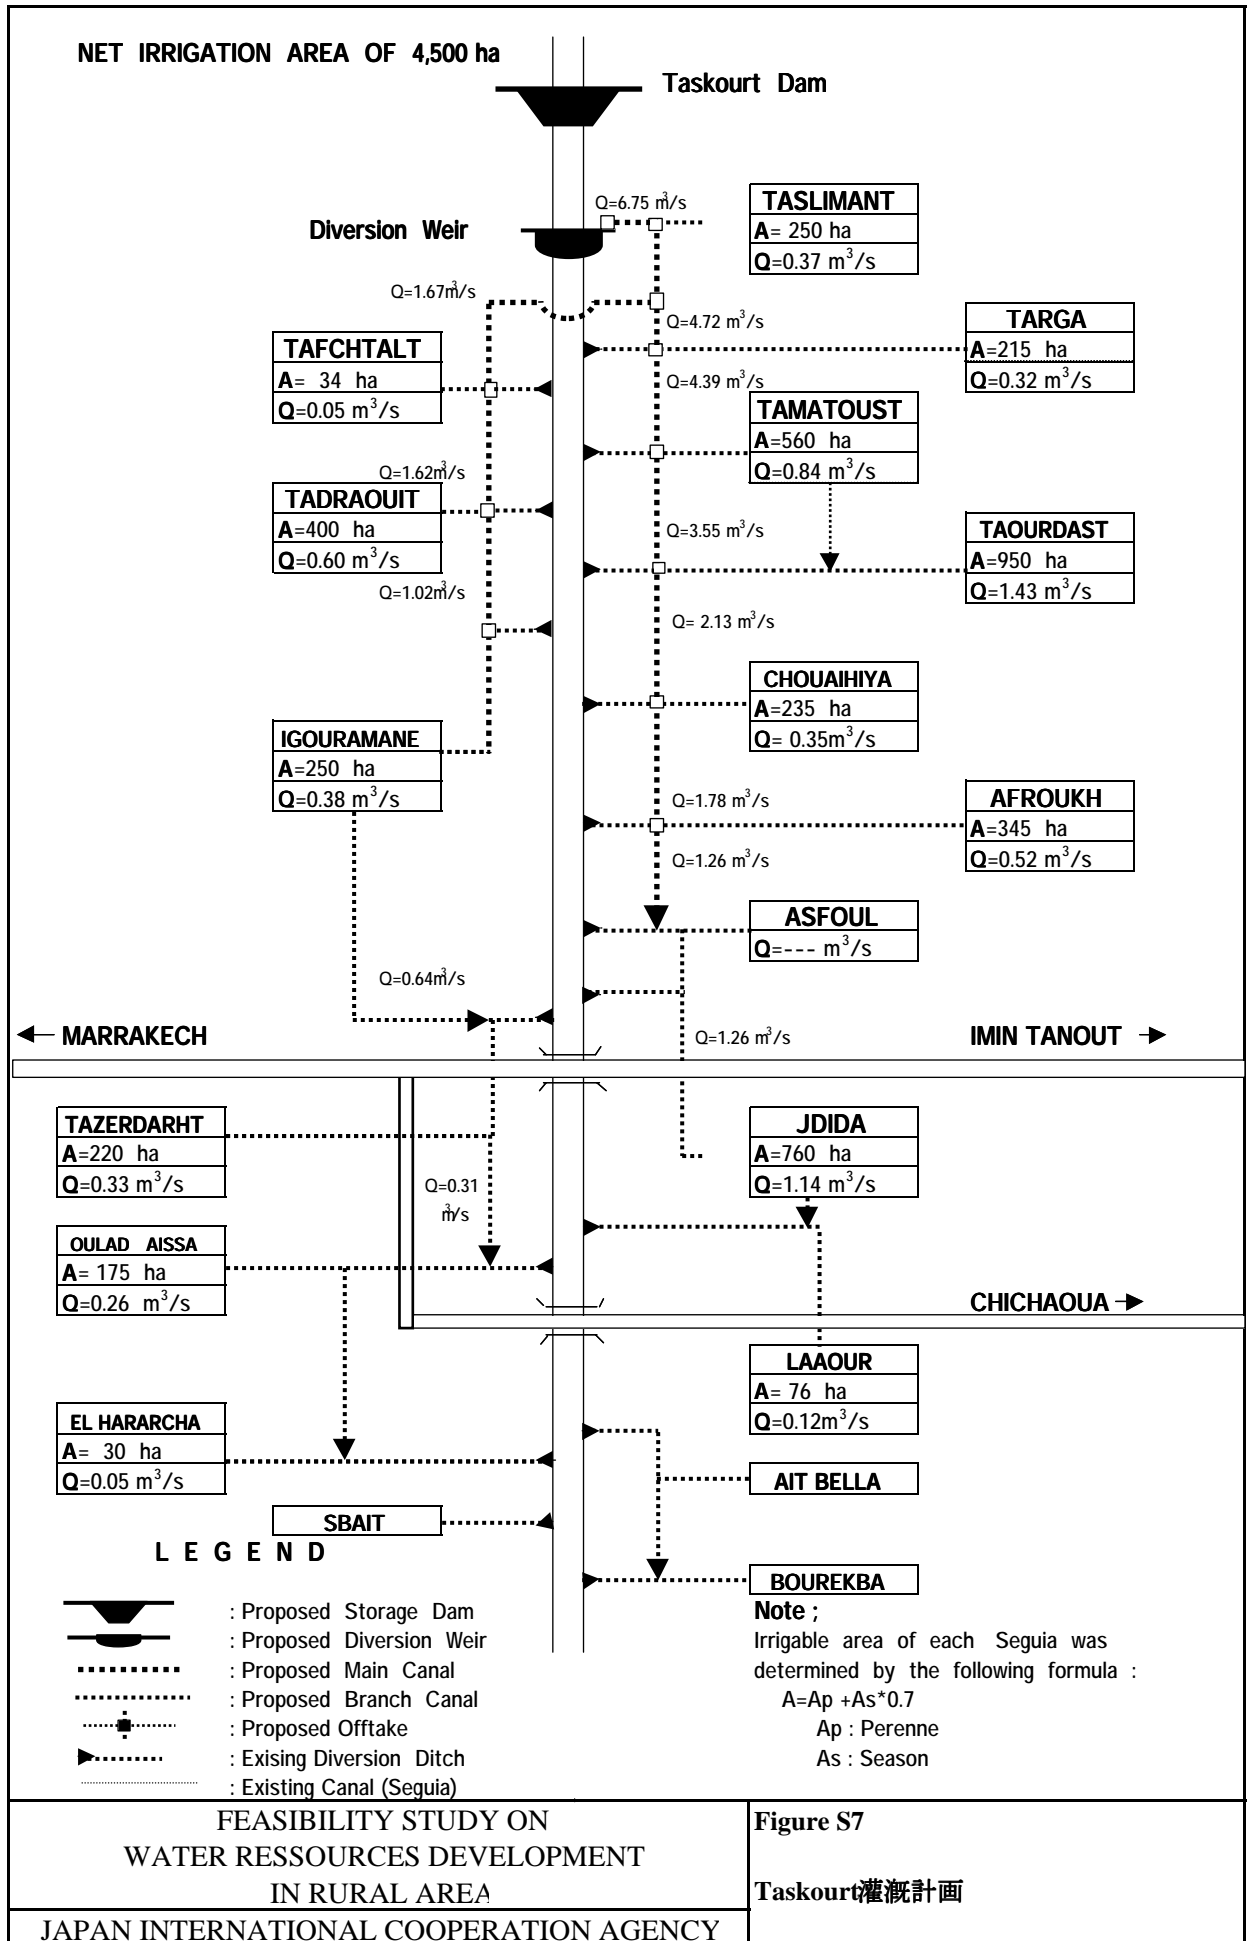 NET IRRIGATION AREA OF 4,500 ha
Taskourt Dam
Q=6.75 m³/s
Diversion Weir
TASLIMANT
A= 250 ha
Q=0.37 m³/s
Q=1.67m³/s
Q=4.72 m³/s
TARGA
A=215 ha
Q=0.32 m³/s
TAFCHTALT
A= 34 ha
Q=0.05 m³/s
Q=4.39 m³/s
TAMATOUST
A=560 ha
Q=0.84 m³/s
Q=1.62m³/s
TADRAOUIT
A=400 ha
Q=0.60 m³/s
Q=3.55 m³/s
TAOURDAST
A=950 ha
Q=1.43 m³/s
Q=1.02m³/s
Q= 2.13 m³/s
CHOUAIHIYA
A=235 ha
Q= 0.35m³/s
IGOURAMANE
A=250 ha
Q=0.38 m³/s
Q=1.78 m³/s
AFROUKH
A=345 ha
Q=0.52 m³/s
Q=1.26 m³/s
ASFOUL
Q=--- m³/s
Q=0.64m³/s
MARRAKECH
Q=1.26 m³/s
IMIN TANOUT
TAZERDARHT
A=220 ha
Q=0.33 m³/s
Q=0.31
m³/s
JDIDA
A=760 ha
Q=1.14 m³/s
OULAD AISSA
A= 175 ha
Q=0.26 m³/s
CHICHAOUA
LAAOUR
A= 76 ha
Q=0.12m³/s
EL HARARCHA
A= 30 ha
Q=0.05 m³/s
AIT BELLA
SBAIT
BOUREKBA
LEGEND
: Proposed Storage Dam
: Proposed Diversion Weir
: Proposed Main Canal
: Proposed Branch Canal
: Proposed Offtake
: Exising Diversion Ditch
: Existing Canal (Seguia)
Note ;
Irrigable area of each Seguia was
determined by the following formula :
A=Ap +As*0.7
Ap : Perenne
As : Season
FEASIBILITY STUDY ON
WATER RESSOURCES DEVELOPMENT
IN RURAL AREA
JAPAN INTERNATIONAL COOPERATION AGENCY
Figure S7
Taskourt灌漑計画